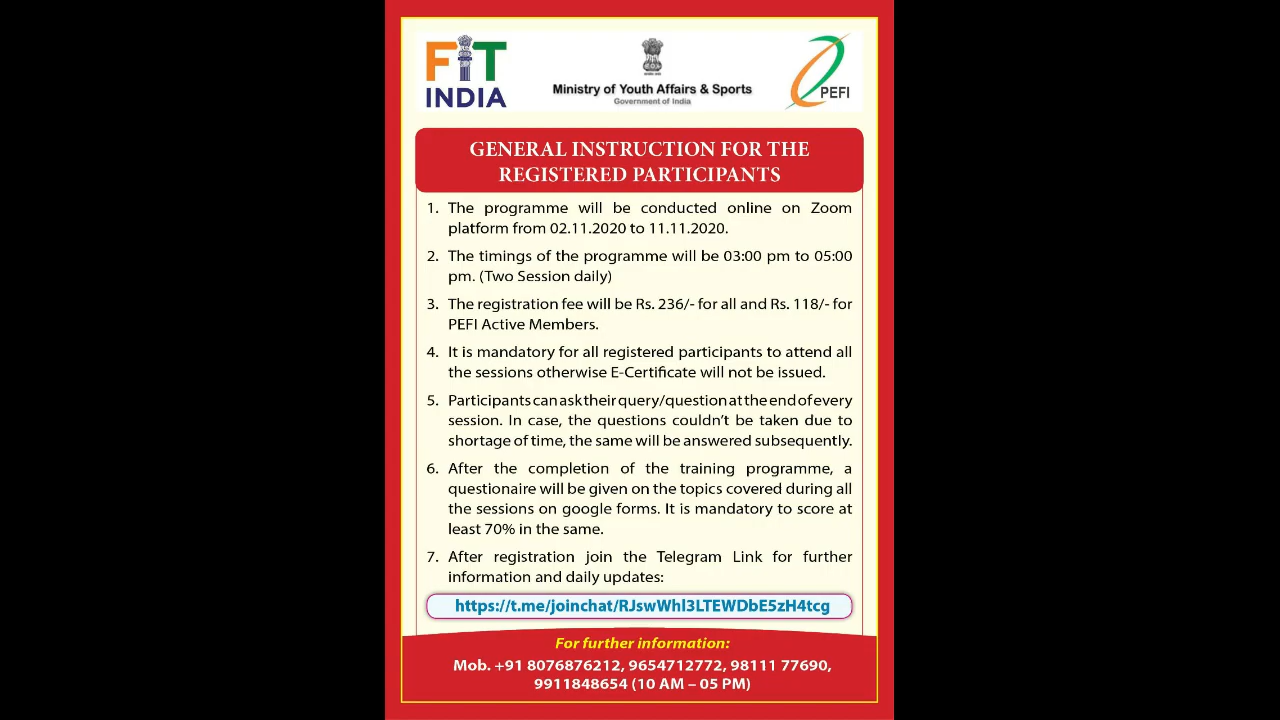 FIT
INDIA
Ministry of Youth Affairs & Sports
Government of India
PEFI
GENERAL INSTRUCTION FOR THE
REGISTERED PARTICIPANTS
1. The programme will be conducted online on Zoom
platform from 02.11.2020 to 11.11.2020.
2. The timings of the programme will be 03:00 pm to 05:00
pm. (Two Session daily)
3. The registration fee will be Rs. 236/- for all and Rs. 118/- for
PEFI Active Members.
4. It is mandatory for all registered participants to attend all
the sessions otherwise E-Certificate will not be issued.
5. Participants can ask their query/question at the end of every
session. In case, the questions couldn't be taken due to
shortage of time, the same will be answered subsequently.
6. After the completion of the training programme, a
questionaire will be given on the topics covered during all
the sessions on google forms. It is mandatory to score at
least 70% in the same.
7. After registration join the Telegram Link for further
information and daily updates:
https://t.me/joinchat/RJswWhl3LTEWDbE5zH4tcg
For further information:
Mob. +91 8076876212, 9654712772, 98111 77690,
9911848654 (10 AM – 05 PM)